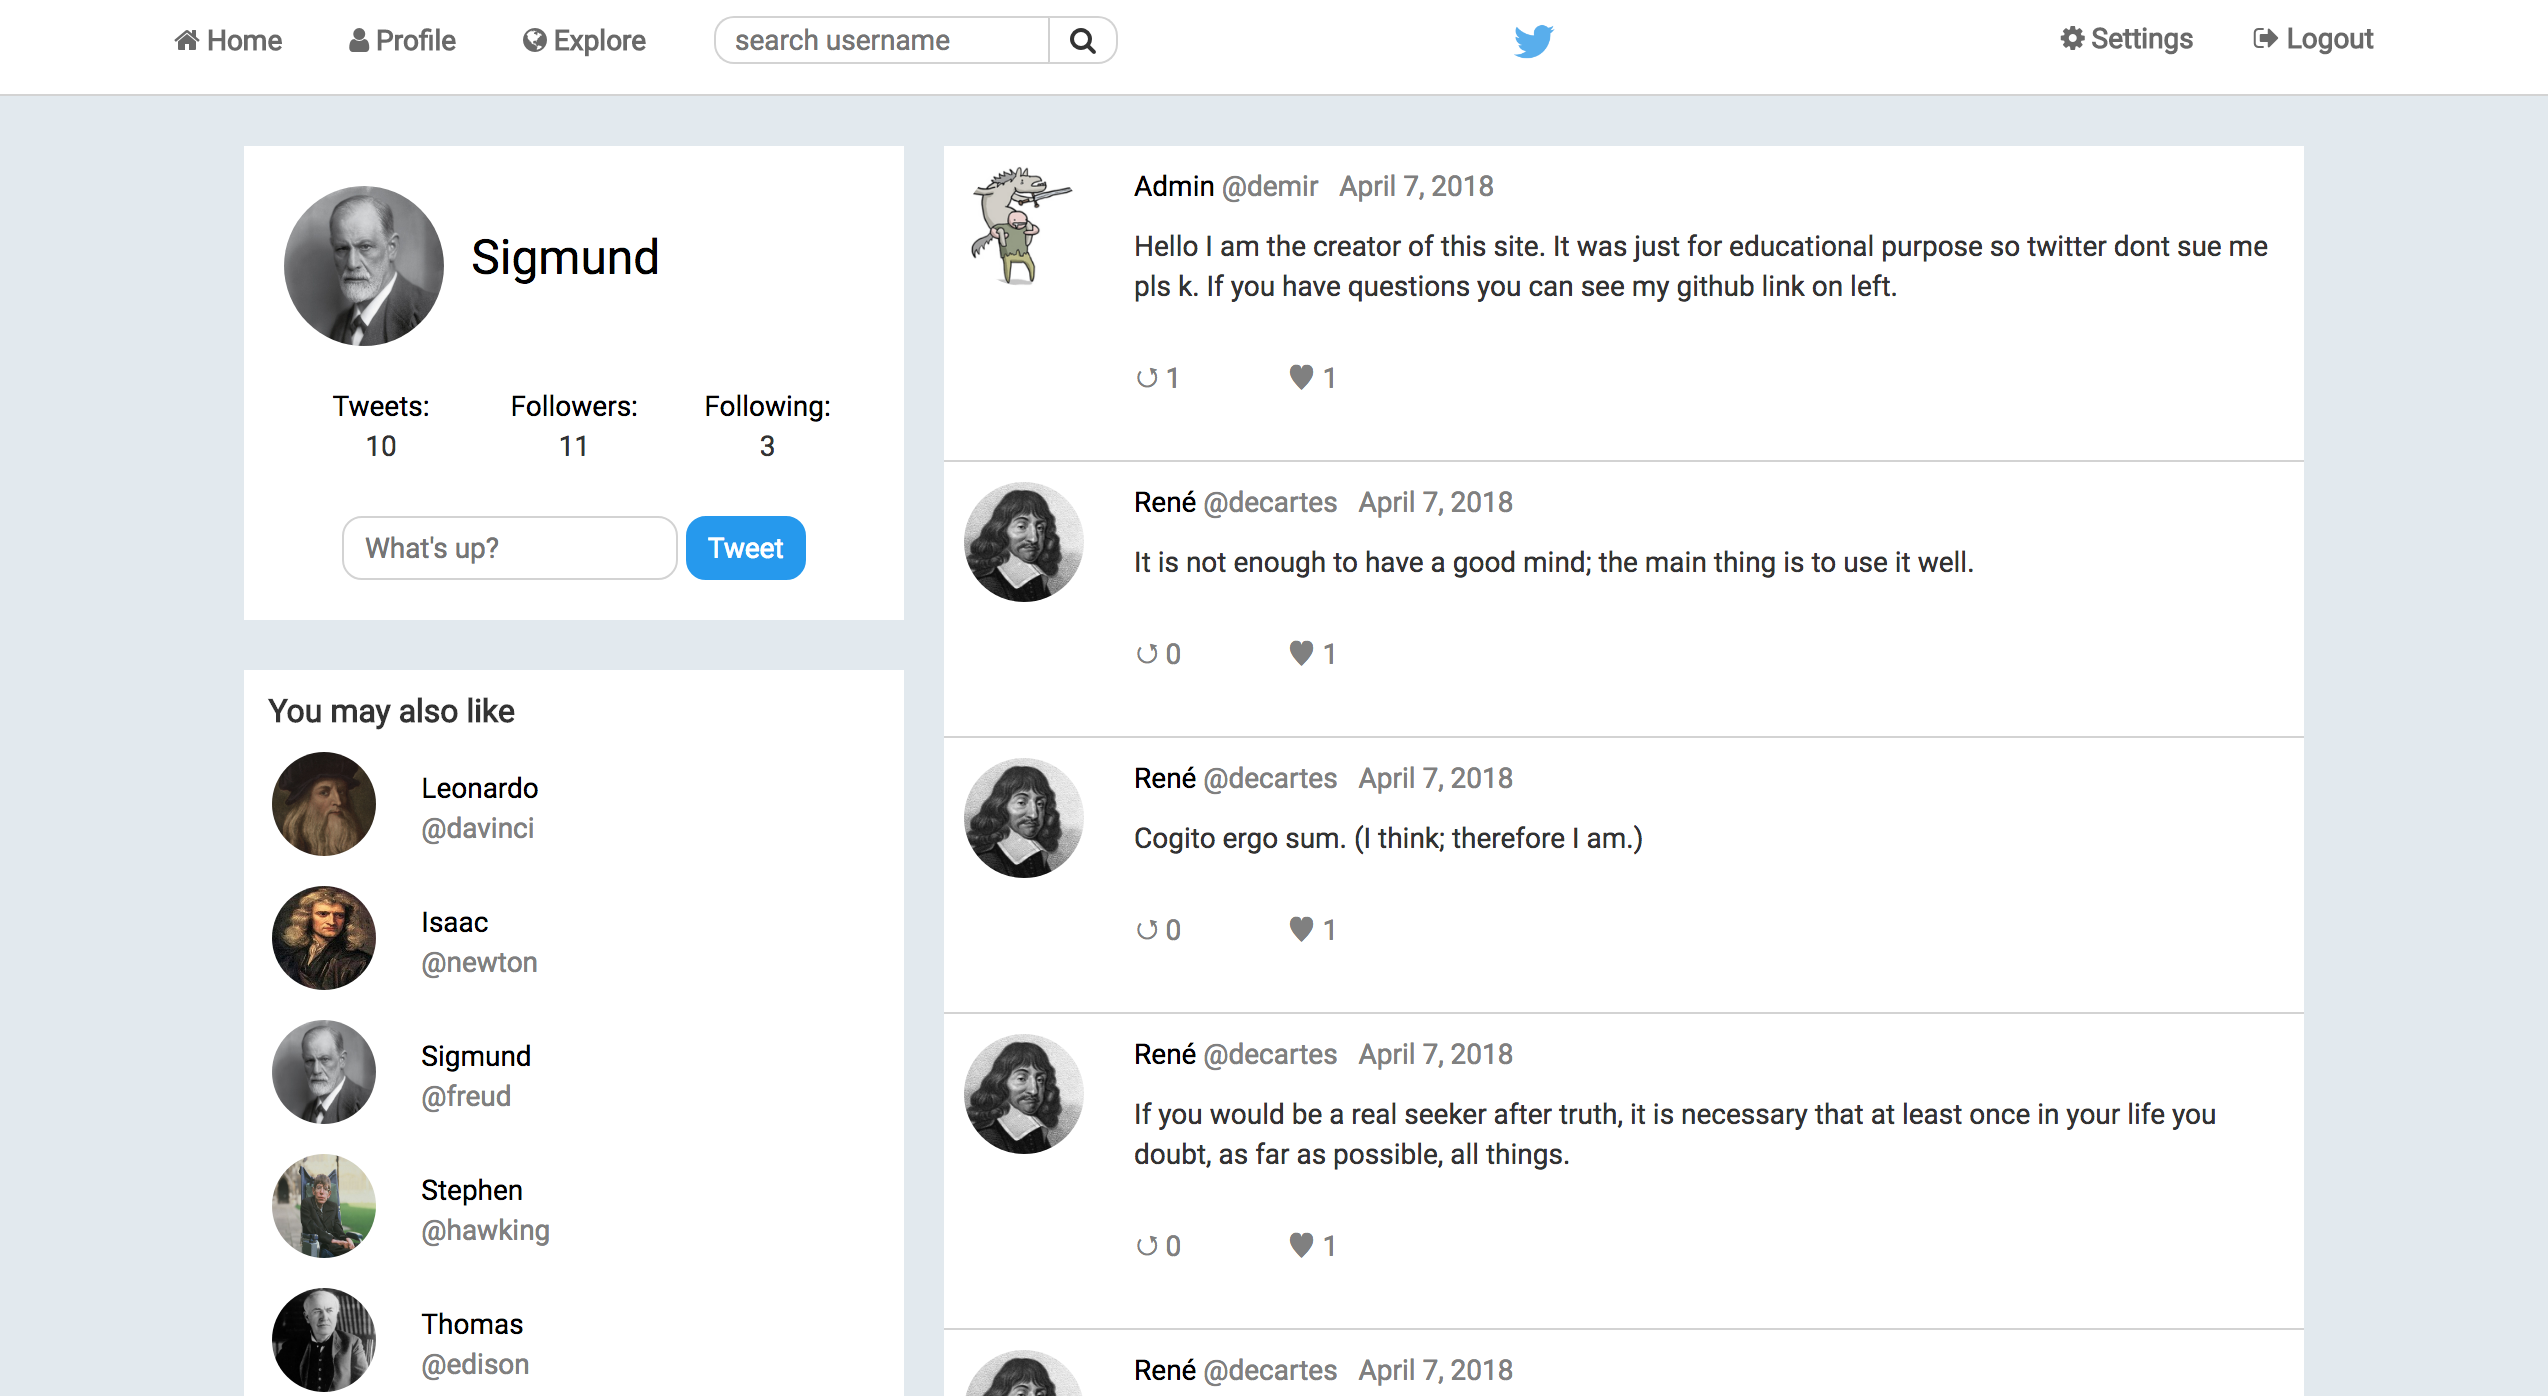 Home
Profile
Explore
search username
Settings
Logout
Sigmund
Tweets:
10
Followers:
11
Following:
3
What's up?
Tweet
You may also like
Leonardo
@davinci
Isaac
@newton
Sigmund
@freud
Stephen
@hawking
Thomas
@edison
Admin @demir April 7, 2018
Hello I am the creator of this site. It was just for educational purpose so twitter dont sue me
pls k. If you have questions you can see my github link on left.
1
1
René @decartes April 7, 2018
It is not enough to have a good mind; the main thing is to use it well.
0
1
René @decartes April 7, 2018
Cogito ergo sum. (I think; therefore I am.)
0
1
René @decartes April 7, 2018
If you would be a real seeker after truth, it is necessary that at least once in your life you
doubt, as far as possible, all things.
0
1
René @decartes April 7, 2018